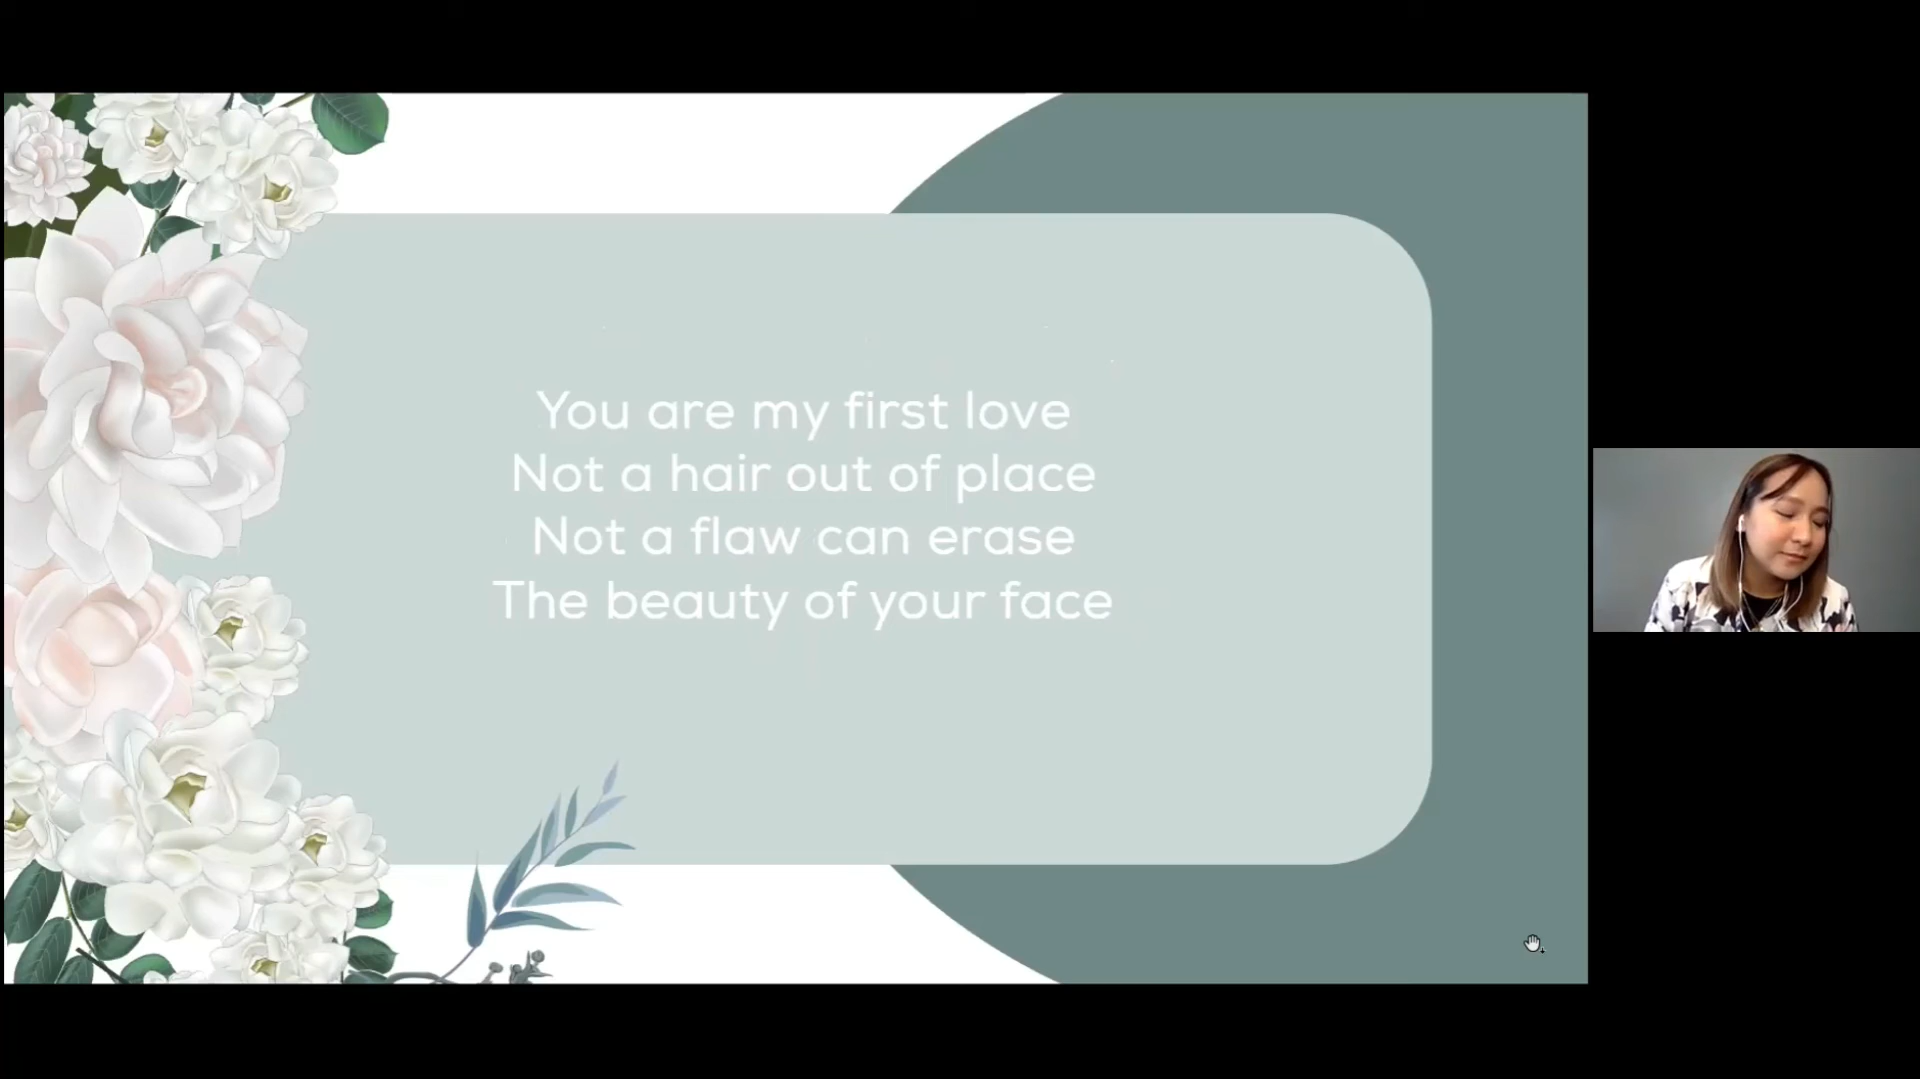 You are my first love
Not a hair out of place
Not a flaw can erase
The beauty of your face